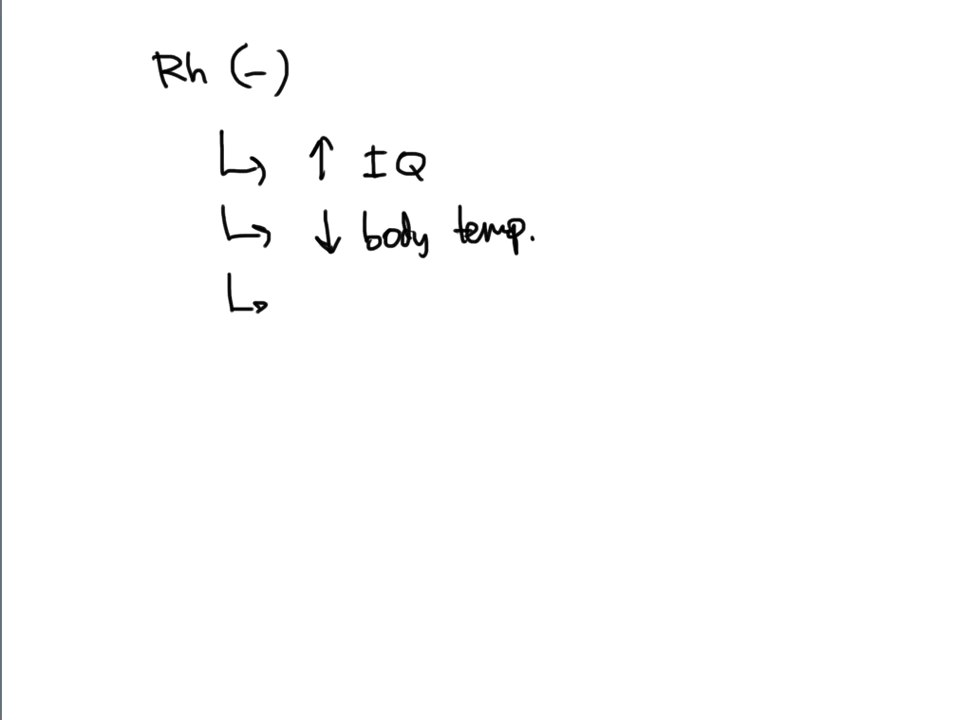 Rh (-)
↳ ↑ IQ
↳ ↓ body temp.
↳